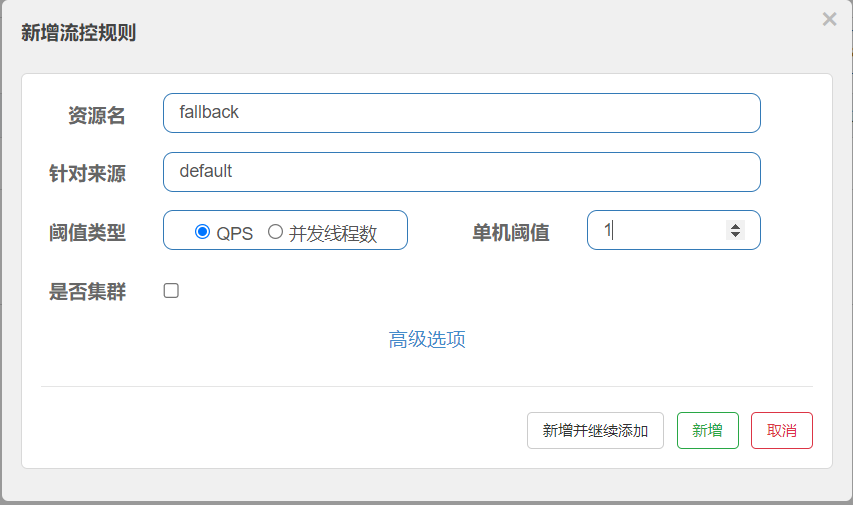 新增流控规则
×
资源名 fallback
针对来源 default
阈值类型 QPS 并发线程数 单机阈值 1
是否集群
高级选项
新增并继续添加 新增 取消